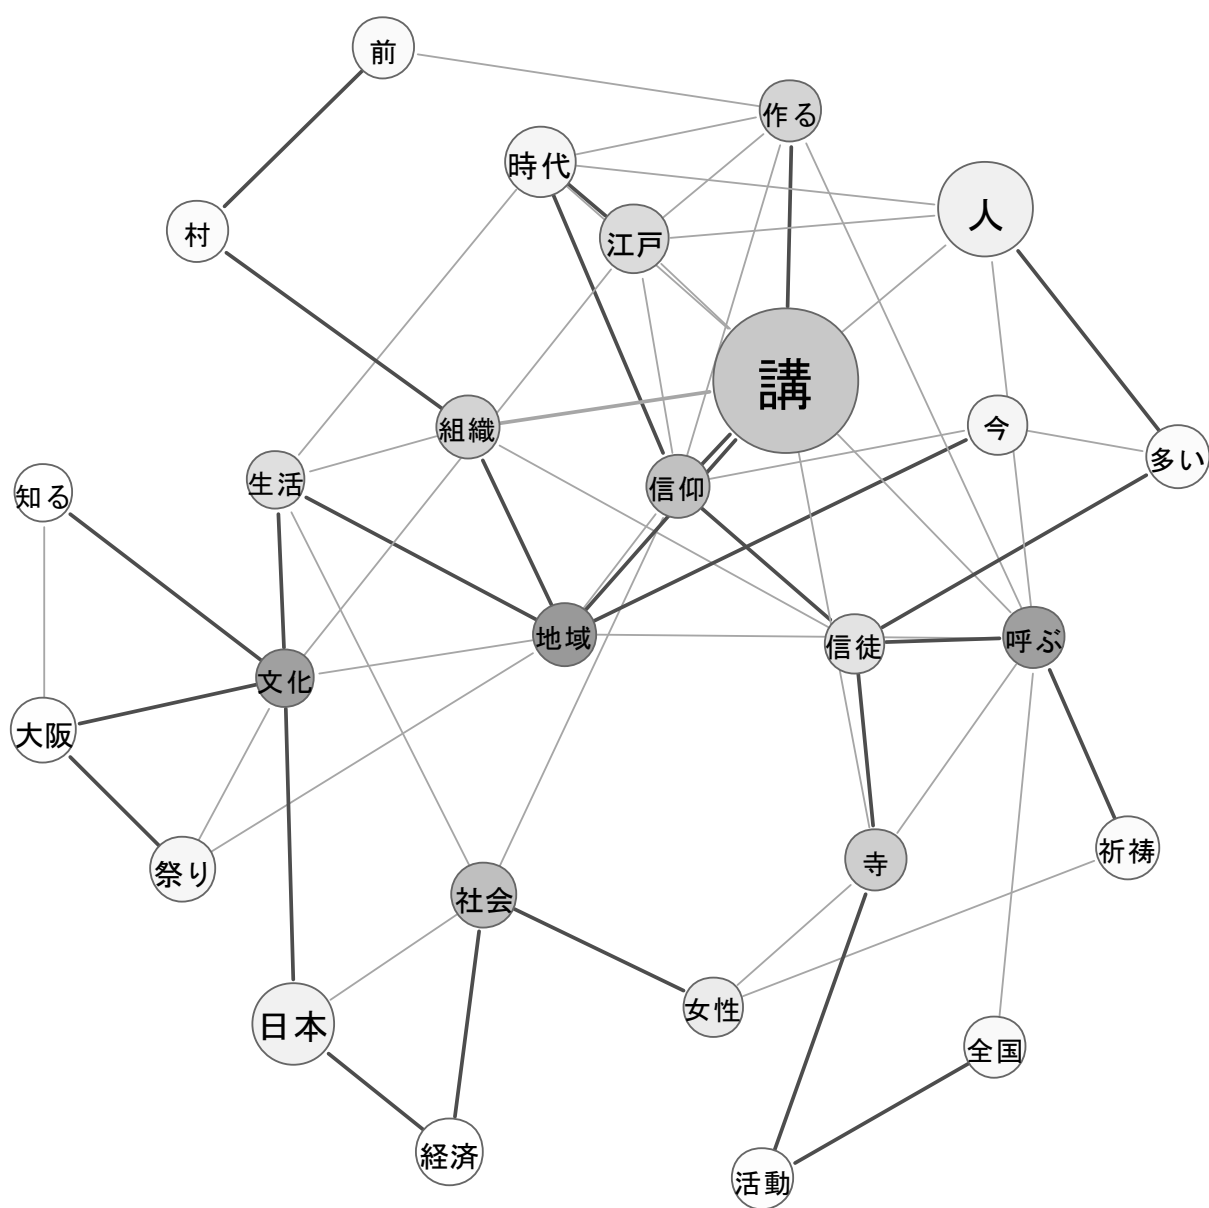 前
作る
時代
人
村
江戸
講
組織
今
多い
生活
信仰
知る
地域
信徒
呼ぶ
文化
大阪
祭り
寺
祈祷
社会
女性
日本
全国
経済
活動